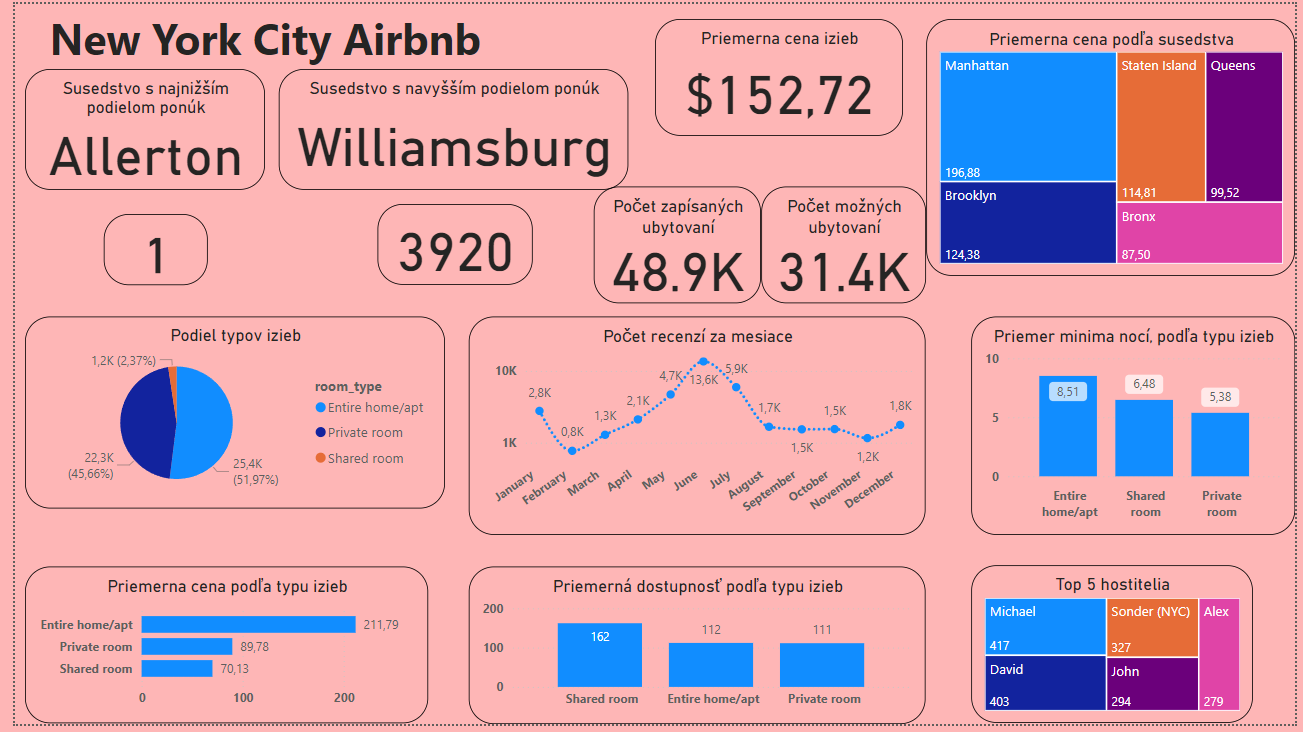 New York City Airbnb
Susedstvo s najnižším
podielom ponúk
Allerton
Susedstvo s navyšším podielom ponúk
Williamsburg
Priemerna cena izieb
$152,72
Priemerna cena podľa susedstva
Manhattan
196,88
Staten Island
114,81
Queens
99,52
Brooklyn
124,38
Bronx
87,50
1
3920
Počet zapísaných
ubytovaní
48.9K
Počet možných
ubytovaní
31.4K
Podiel typov izieb
1,2K (2,37%)
22,3K
(45,66%)
25,4K
(51,97%)
room_type
Entire home/apt
Private room
Shared room
Počet recenzí za mesiace
10K
1K
2,8K
0,8K
1,3K
2,1K
4,7K
13,6K
5,9K
1,7K
1,5K
1,5K
1,2K
1,8K
January
February
March
April
May
June
July
August
September
October
November
December
Priemer minima nocí, podľa typu izieb
10
5
0
8,51
6,48
5,38
Entire
home/apt
Shared
room
Private
room
Priemerna cena podľa typu izieb
Entire home/apt
211,79
Private room
89,78
Shared room
70,13
0
100
200
Priemerná dostupnosť podľa typu izieb
200
100
0
162
112
111
Shared room
Entire home/apt
Private room
Top 5 hostitelia
Michael
417
Sonder (NYC)
327
Alex
279
David
403
John
294